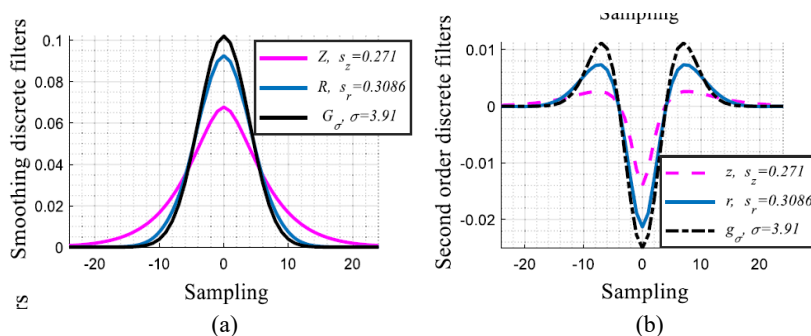 Smoothing discrete filters
0.1
0.08
0.06
0.04
0.02
0
-20 -10 0 10 20
Sampling
Z, s_z=0.271
R, s_r=0.3086
G_σ, σ=3.91
rs
(a)
Sampling
Second order discrete filters
0.01
0
-0.01
-0.02
-20 -10 0 10 20
Sampling
z, s_z=0.271
r, s_r=0.3086
g_σ, σ=3.91
(b)